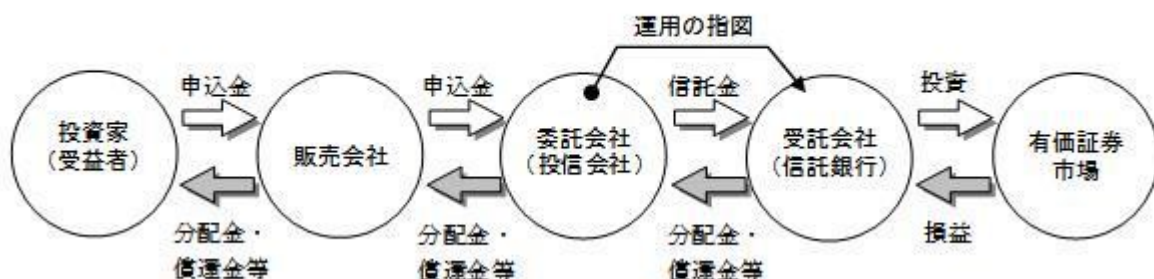 運用の指図
申込金
申込金
信託金
投資
投資家
(受益者)
販売会社
委託会社
(投信会社)
受託会社
(信託銀行)
有価証券
市場
分配金・
償還金等
分配金・
償還金等
分配金・
償還金等
損益